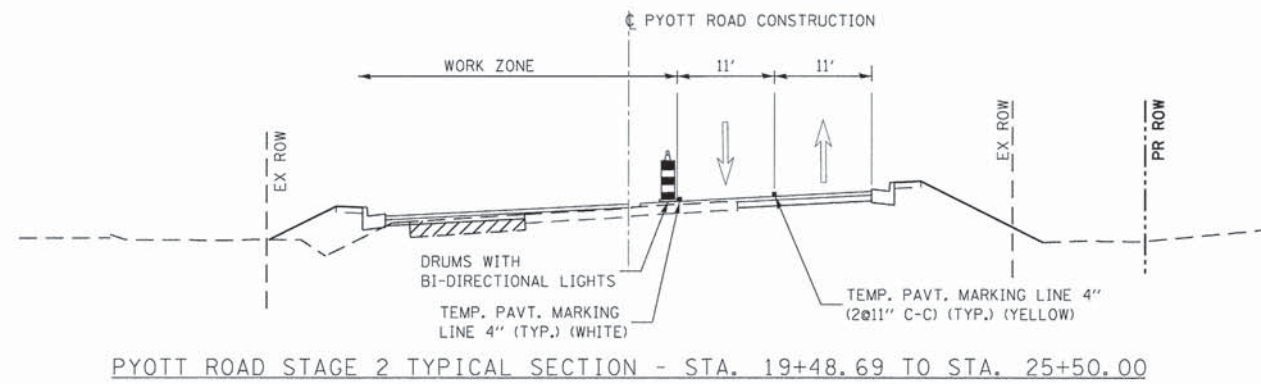 ℄ PYOTT ROAD CONSTRUCTION
WORK ZONE
11'
11'
EX ROW
EX ROW
PR ROW
DRUMS WITH
BI-DIRECTIONAL LIGHTS
TEMP. PAVT. MARKING
LINE 4" (TYP.) (WHITE)
TEMP. PAVT. MARKING LINE 4"
(2@11" C-C) (TYP.) (YELLOW)
PYOTT ROAD STAGE 2 TYPICAL SECTION - STA. 19+48.69 TO STA. 25+50.00